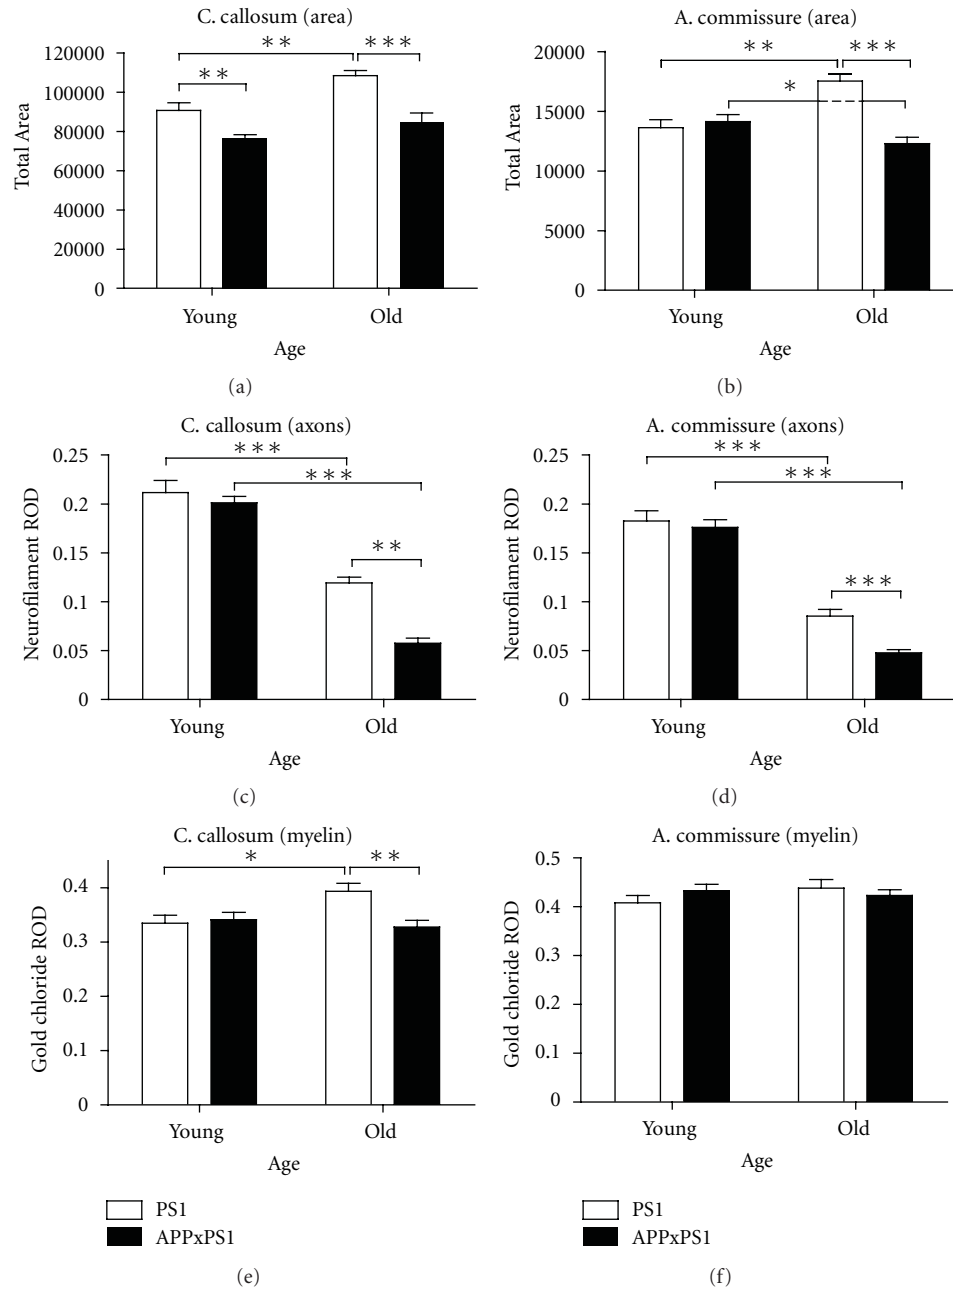 C. callosum (area)
Total Area
120000
100000
80000
60000
40000
20000
0
** ***
**
Young Old
Age
(a)
A. commissure (area)
Total Area
20000
15000
10000
5000
0
** ***
*
Young Old
Age
(b)
C. callosum (axons)
Neurofilament ROD
0.25
0.2
0.15
0.1
0.05
0
***
***
**
Young Old
Age
(c)
A. commissure (axons)
Neurofilament ROD
0.25
0.2
0.15
0.1
0.05
0
***
***
***
Young Old
Age
(d)
C. callosum (myelin)
Gold chloride ROD
0.4
0.3
0.2
0.1
0
* **
Young Old
Age
PS1
APPxPS1
(e)
A. commissure (myelin)
Gold chloride ROD
0.5
0.4
0.3
0.2
0.1
0
Young Old
Age
PS1
APPxPS1
(f)